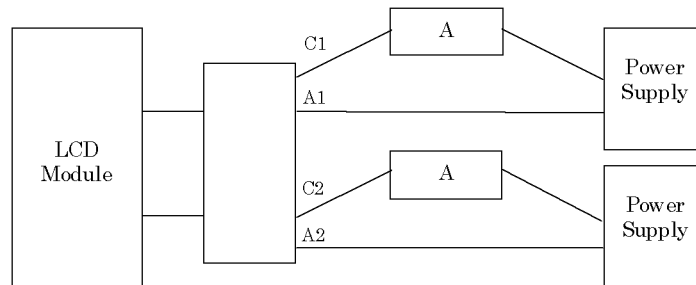 C1
A
Power
Supply
A1
LCD
Module
C2
A
Power
Supply
A2